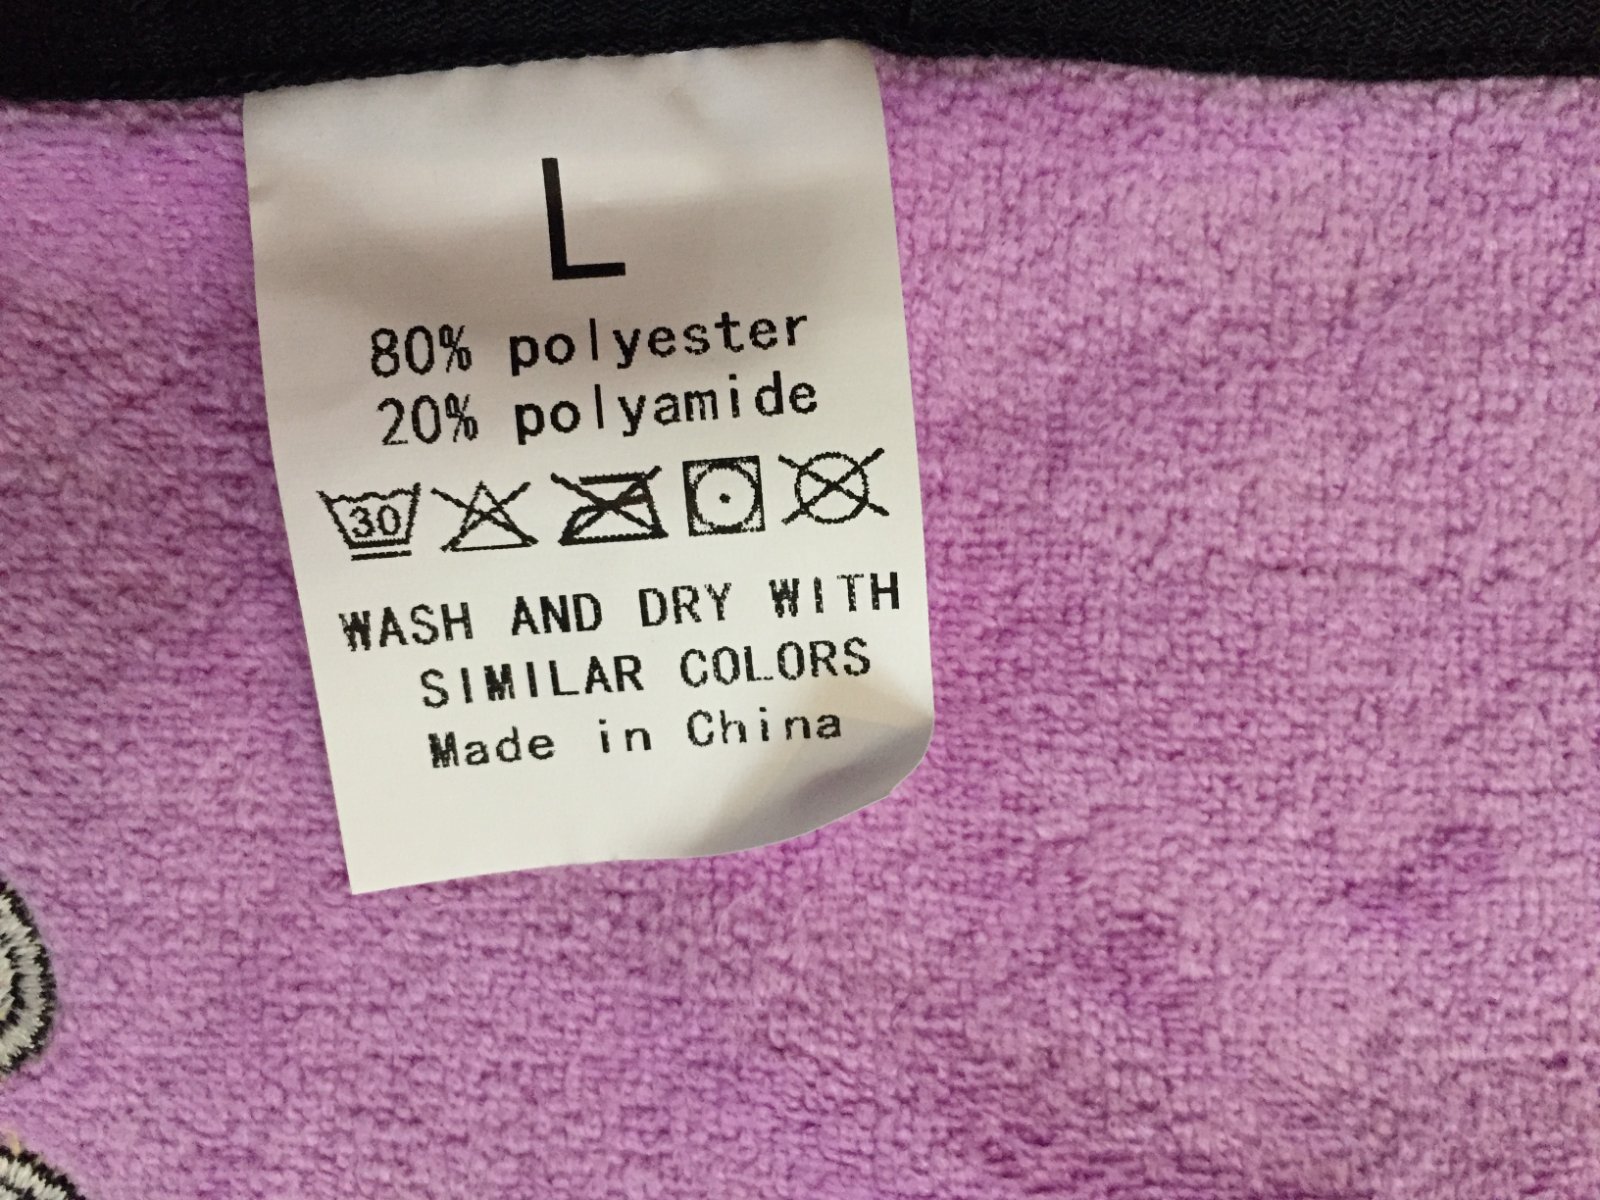 L
80% polyester
20% polyamide
30
WASH AND DRY WITH
SIMILAR COLORS
Made in China